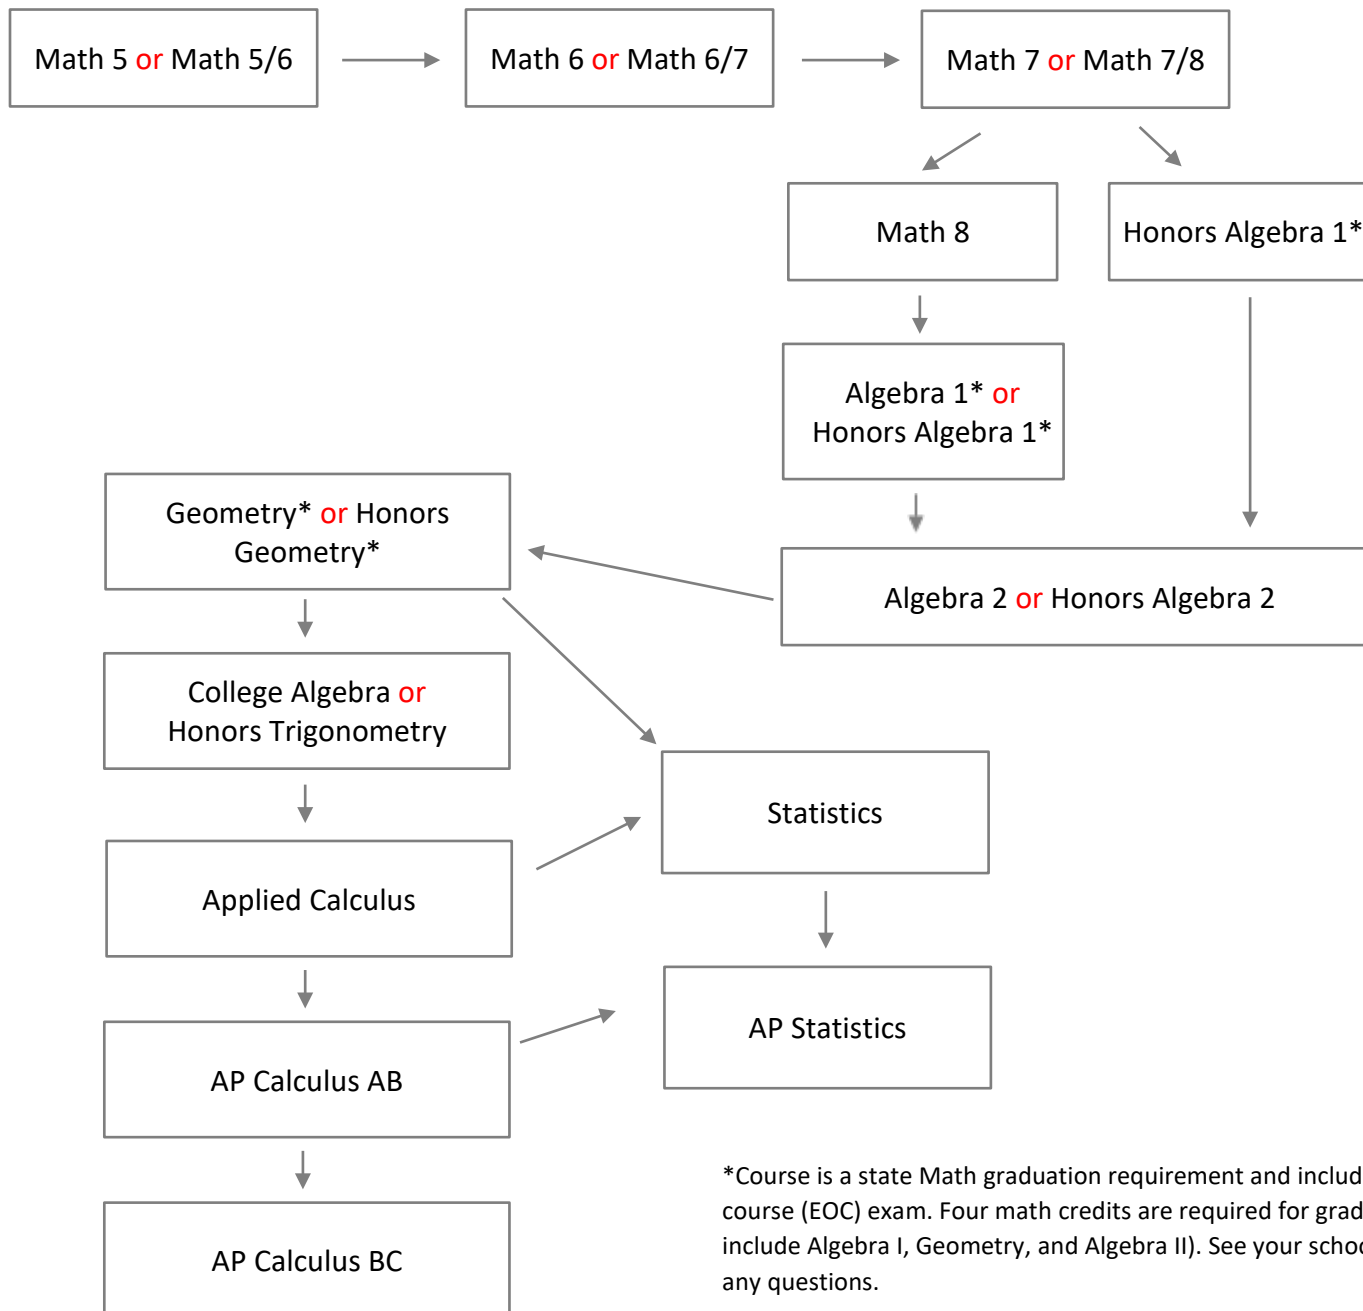 Math 5 or Math 5/6
Math 6 or Math 6/7
Math 7 or Math 7/8
Math 8
Honors Algebra 1*
Algebra 1* or
Honors Algebra 1*
Geometry* or Honors
Geometry*
Algebra 2 or Honors Algebra 2
College Algebra or
Honors Trigonometry
Statistics
Applied Calculus
AP Statistics
AP Calculus AB
*Course is a state Math graduation requirement and includ
course (EOC) exam. Four math credits are required for grad
include Algebra I, Geometry, and Algebra II). See your schoo
any questions.
AP Calculus BC